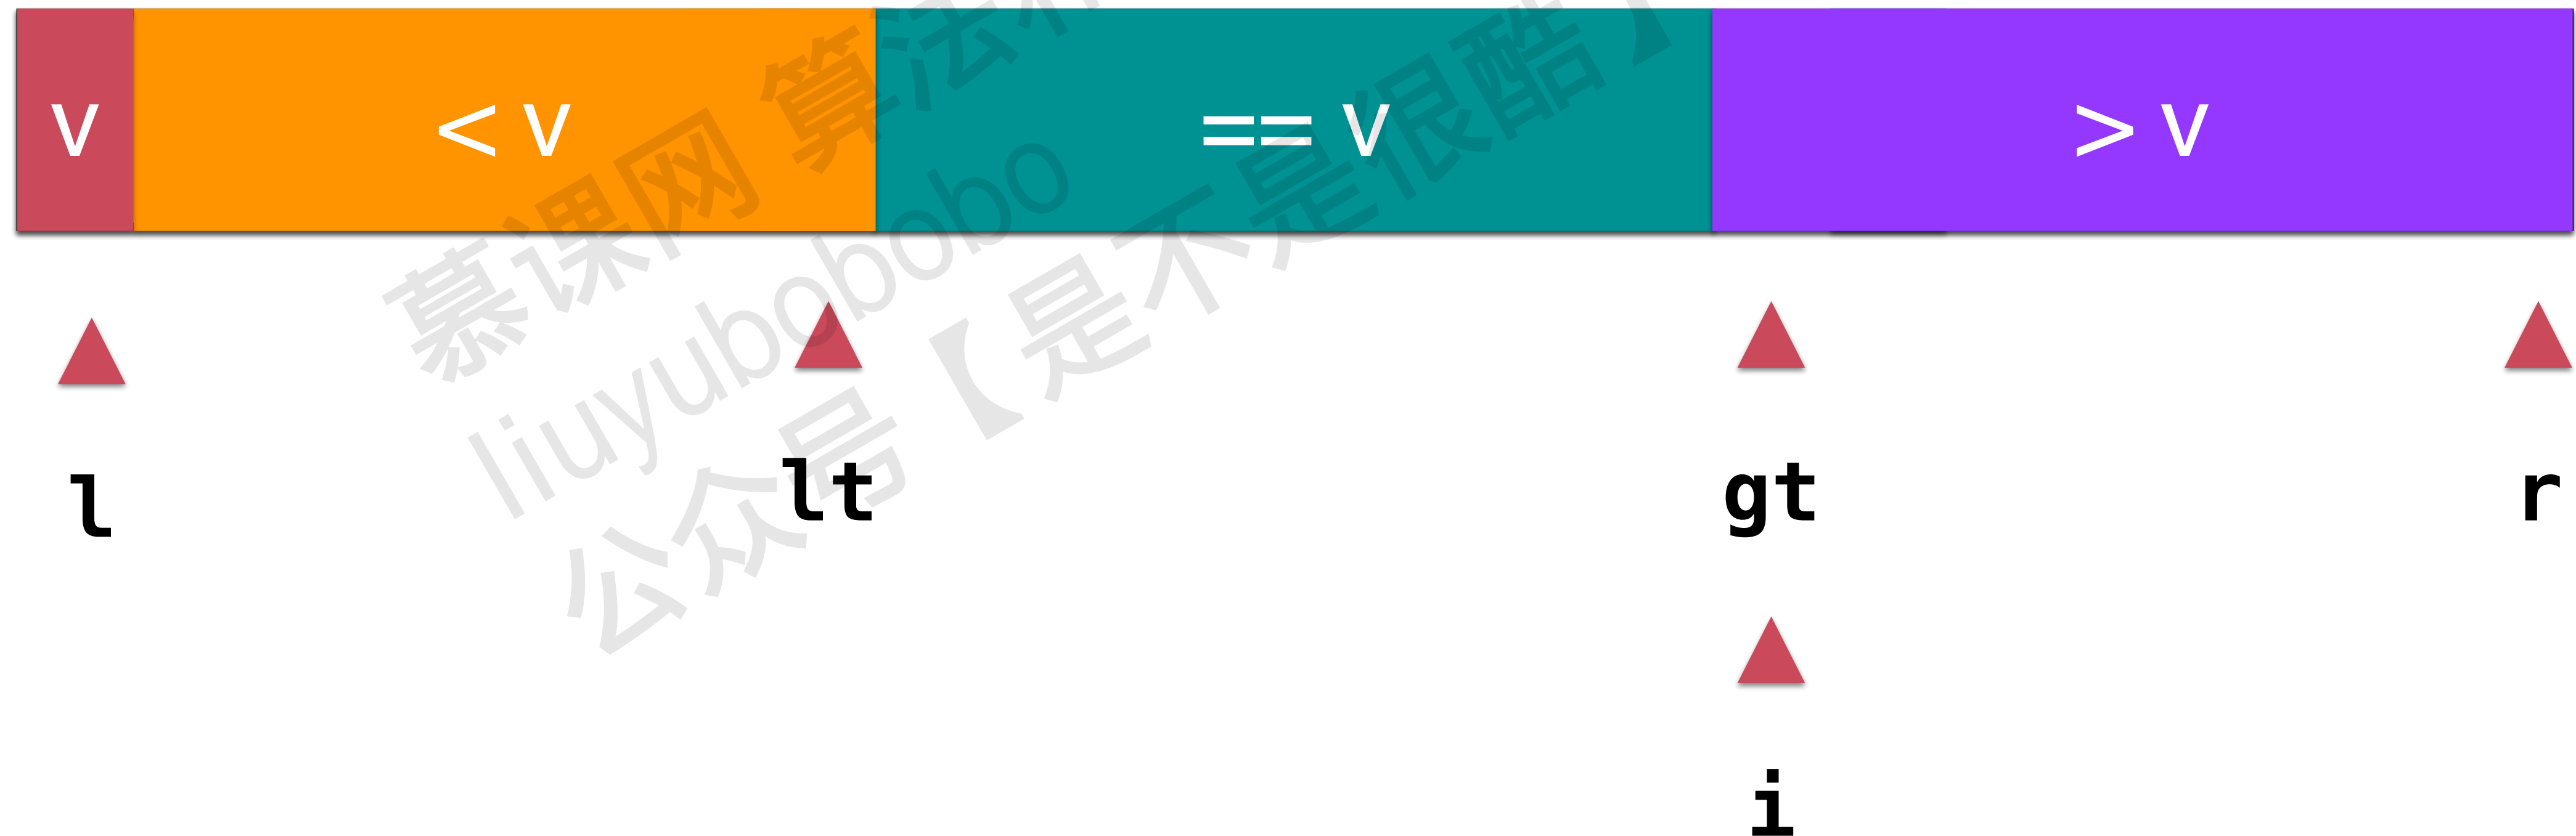 v < v == v > v
l lt gt r
i
慕课网 算法
liuyubobobo
公众号【是不是很酷】